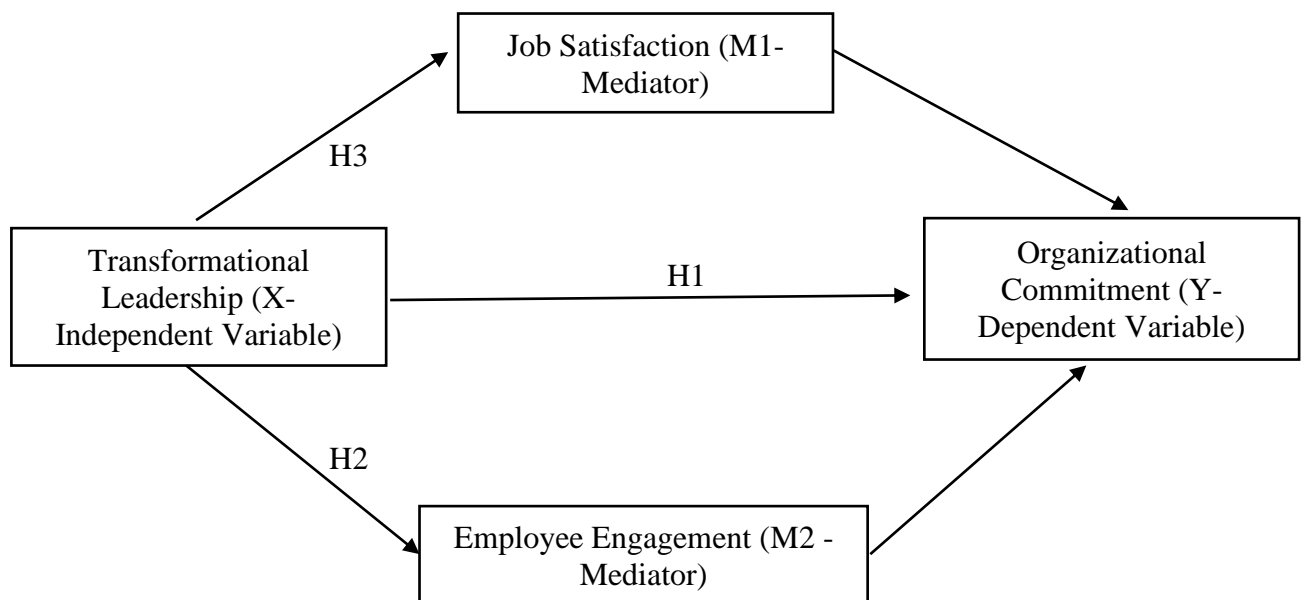 Job Satisfaction (M1-
Mediator)
H3
Transformational
Leadership (X-
Independent Variable)
H1
Organizational
Commitment (Y-
Dependent Variable)
H2
Employee Engagement (M2 -
Mediator)